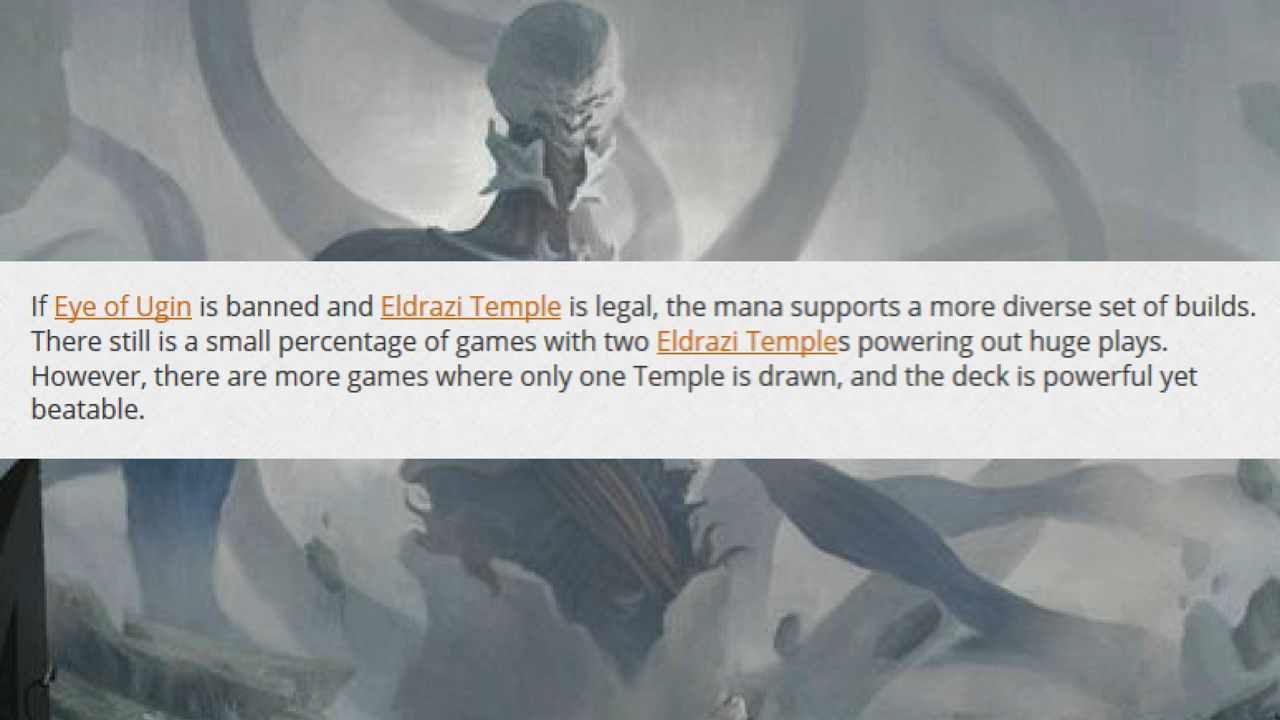 If Eye of Ugin is banned and Eldrazi Temple is legal, the mana supports a more diverse set of builds.
There still is a small percentage of games with two Eldrazi Temples powering out huge plays.
However, there are more games where only one Temple is drawn, and the deck is powerful yet
beatable.